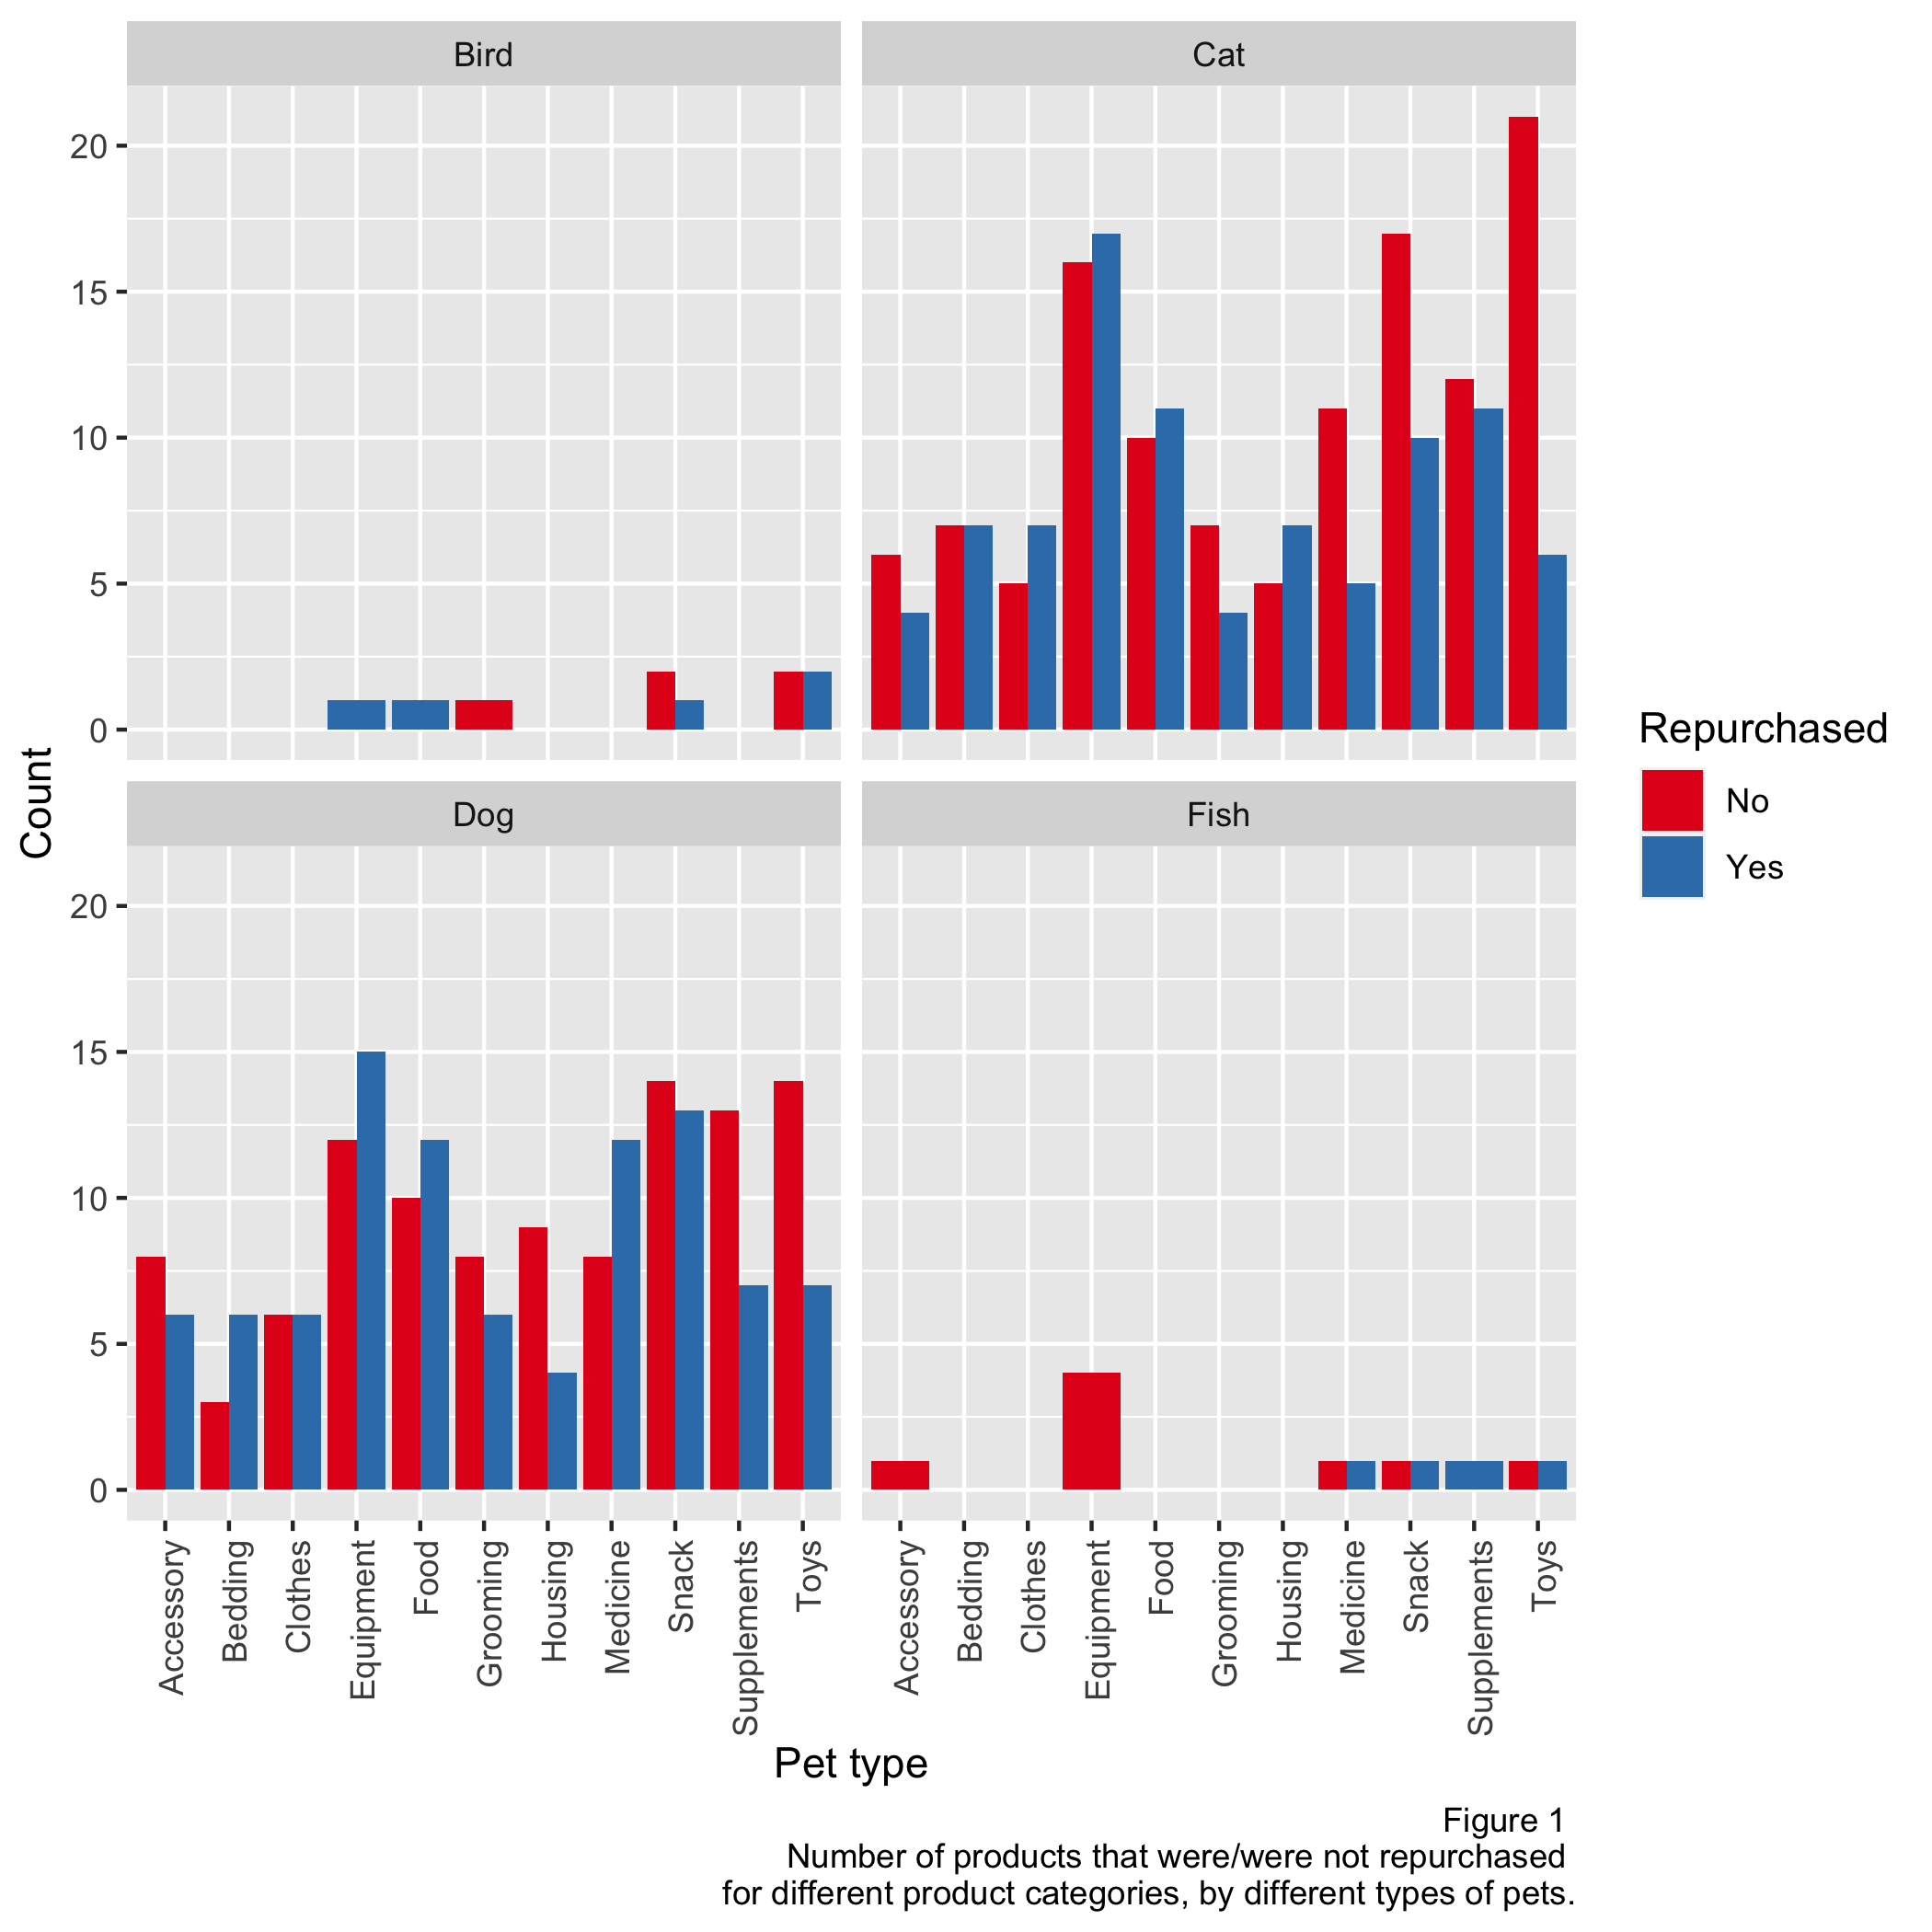 Bird
Cat
20
15
10
5
0
Count
Dog
Fish
20
15
10
5
0
Accessory
Bedding
Clothes
Equipment
Food
Grooming
Housing
Medicine
Snack
Supplements
Toys
Accessory
Bedding
Clothes
Equipment
Food
Grooming
Housing
Medicine
Snack
Supplements
Toys
Pet type
Repurchased
No
Yes
Figure 1
Number of products that were/were not repurchased
for different product categories, by different types of pets.